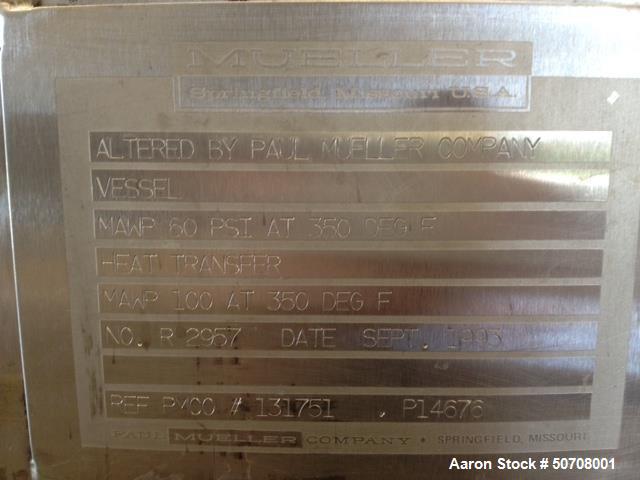 MUELLER
Springfield, Missouri U.S.A.
ALTERED BY PAUL MUELLER COMPANY
VESSEL
MAWP 60 PSI AT 350 DEG F
HEAT TRANSFER
MAWP 100 AT 350 DEG F
NO. R 2957 DATE SEPT. 1995
REF PMCO # 131751 , P14676
PAUL MUELLER COMPANY • SPRINGFIELD, MISSOURI
Aaron Stock # 50708001